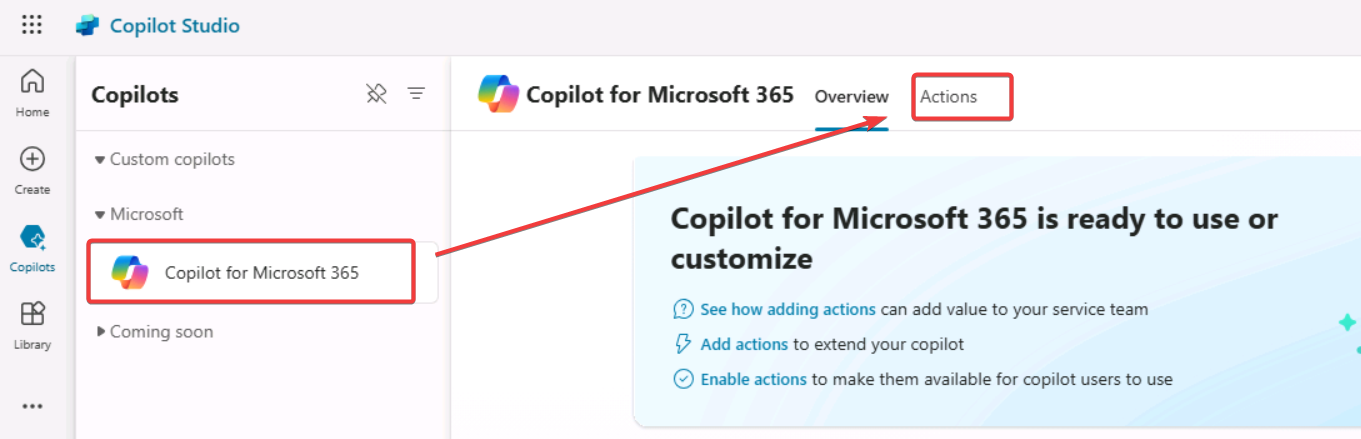 Copilot Studio
Home
Create
Copilots
Library
Copilots
Custom copilots
Microsoft
Copilot for Microsoft 365
Coming soon
Copilot for Microsoft 365 Overview Actions
Copilot for Microsoft 365 is ready to use or
customize
See how adding actions can add value to your service team
Add actions to extend your copilot
Enable actions to make them available for copilot users to use